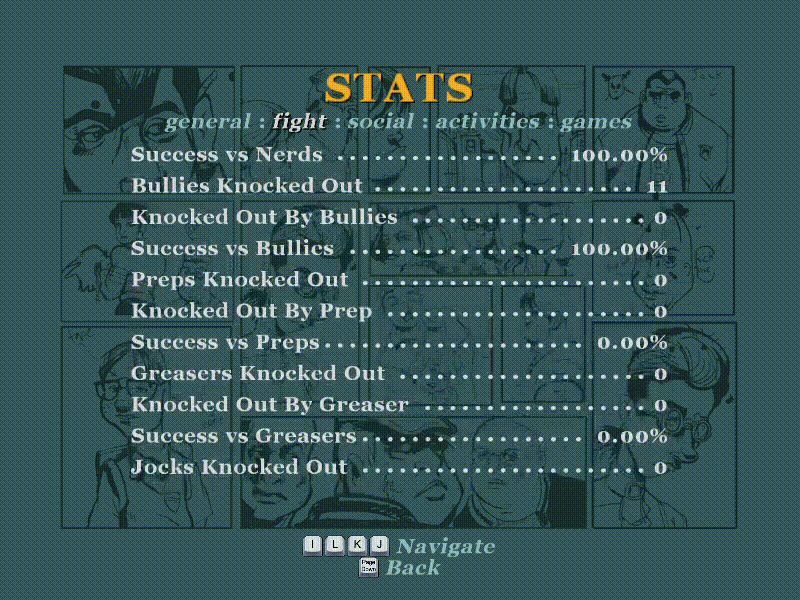 STATS
general : fight : social : activities : games
Success vs Nerds .................. 100.00%
Bullies Knocked Out ..................... 11
Knocked Out By Bullies ................... 0
Success vs Bullies ................. 100.00%
Preps Knocked Out ....................... 0
Knocked Out By Prep ..................... 0
Success vs Preps ..................... 0.00%
Greasers Knocked Out .................... 0
Knocked Out By Greaser .................. 0
Success vs Greasers .................. 0.00%
Jocks Knocked Out ....................... 0
I L K J Navigate
Page Down Back